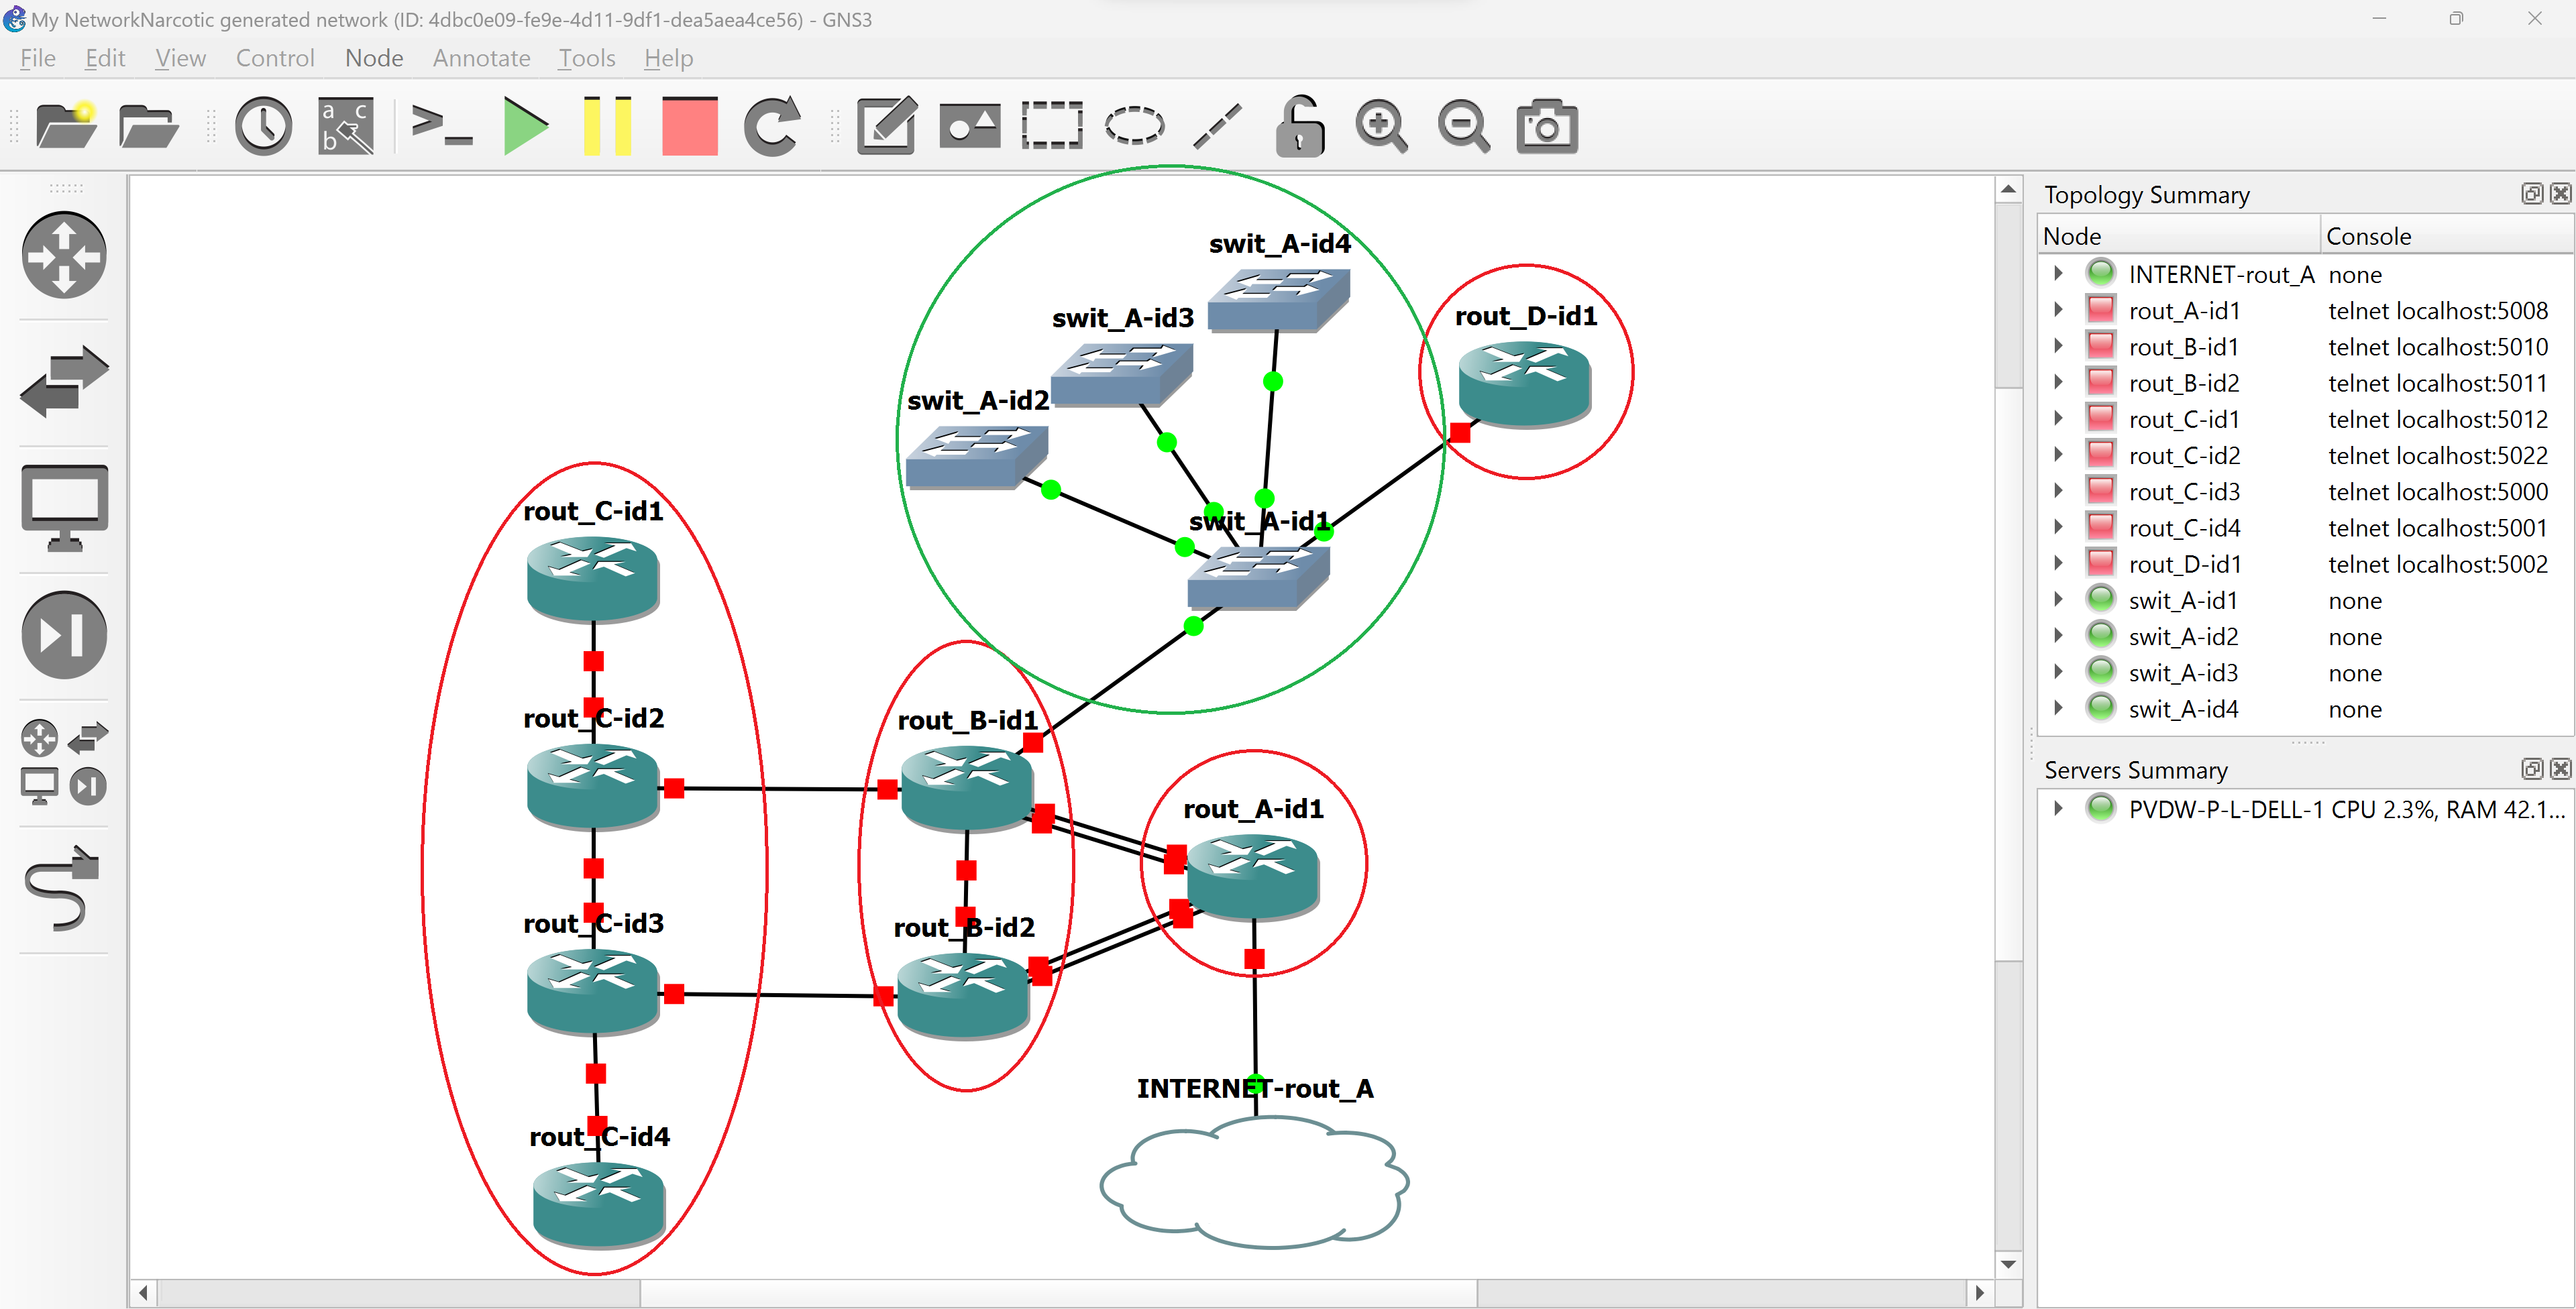 My NetworkNarcotic generated network (ID: 4dbc0e09-fe9e-4d11-9df1-dea5aea4ce56) - GNS3
File Edit View Control Node Annotate Tools Help
a c
b
swit_A-id4
swit_A-id3
rout_D-id1
swit_A-id2
rout_C-id1
swit_A-id1
rout_C-id2
rout_B-id1
rout_A-id1
rout_C-id3
rout_B-id2
INTERNET-rout_A
rout_C-id4
Topology Summary
Node Console
INTERNET-rout_A none
rout_A-id1 telnet localhost:5008
rout_B-id1 telnet localhost:5010
rout_B-id2 telnet localhost:5011
rout_C-id1 telnet localhost:5012
rout_C-id2 telnet localhost:5022
rout_C-id3 telnet localhost:5000
rout_C-id4 telnet localhost:5001
rout_D-id1 telnet localhost:5002
swit_A-id1 none
swit_A-id2 none
swit_A-id3 none
swit_A-id4 none
Servers Summary
PVDW-P-L-DELL-1 CPU 2.3%, RAM 42.1...